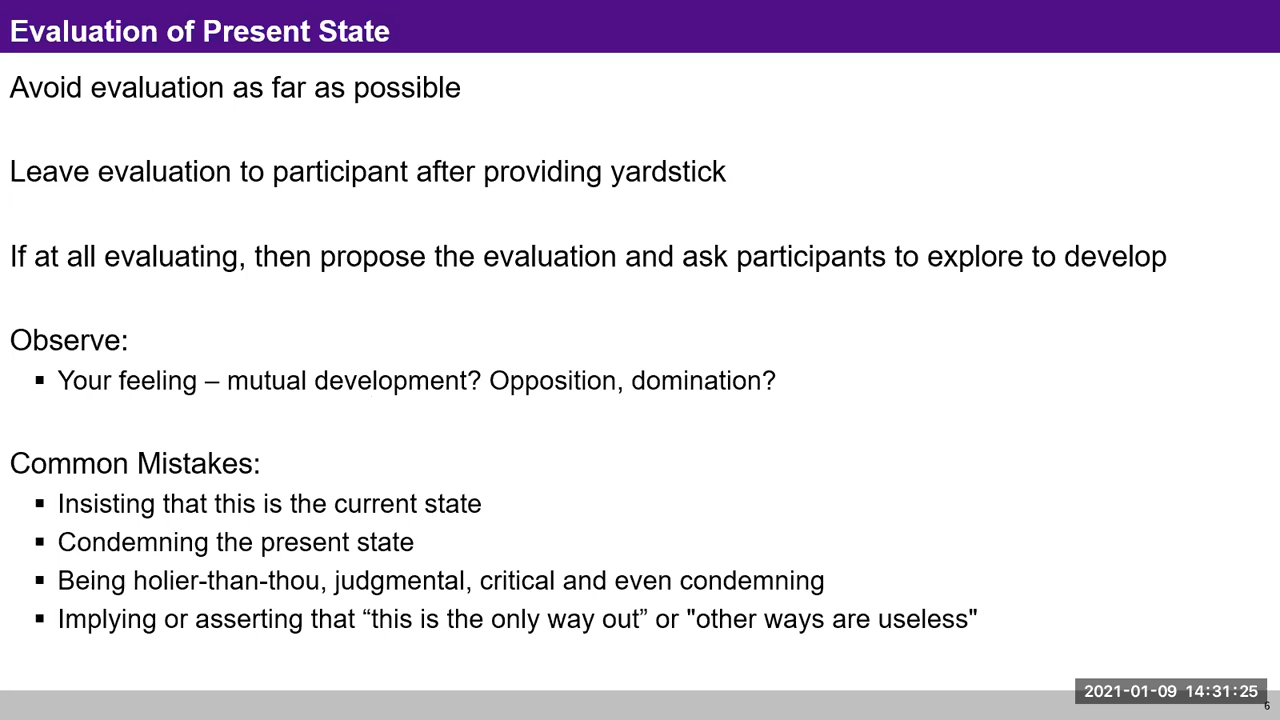 Evaluation of Present State
Avoid evaluation as far as possible
Leave evaluation to participant after providing yardstick
If at all evaluating, then propose the evaluation and ask participants to explore to develop
Observe:
▪ Your feeling – mutual development? Opposition, domination?
Common Mistakes:
▪ Insisting that this is the current state
▪ Condemning the present state
▪ Being holier-than-thou, judgmental, critical and even condemning
▪ Implying or asserting that “this is the only way out” or "other ways are useless"
2021-01-09 14:31:25
6